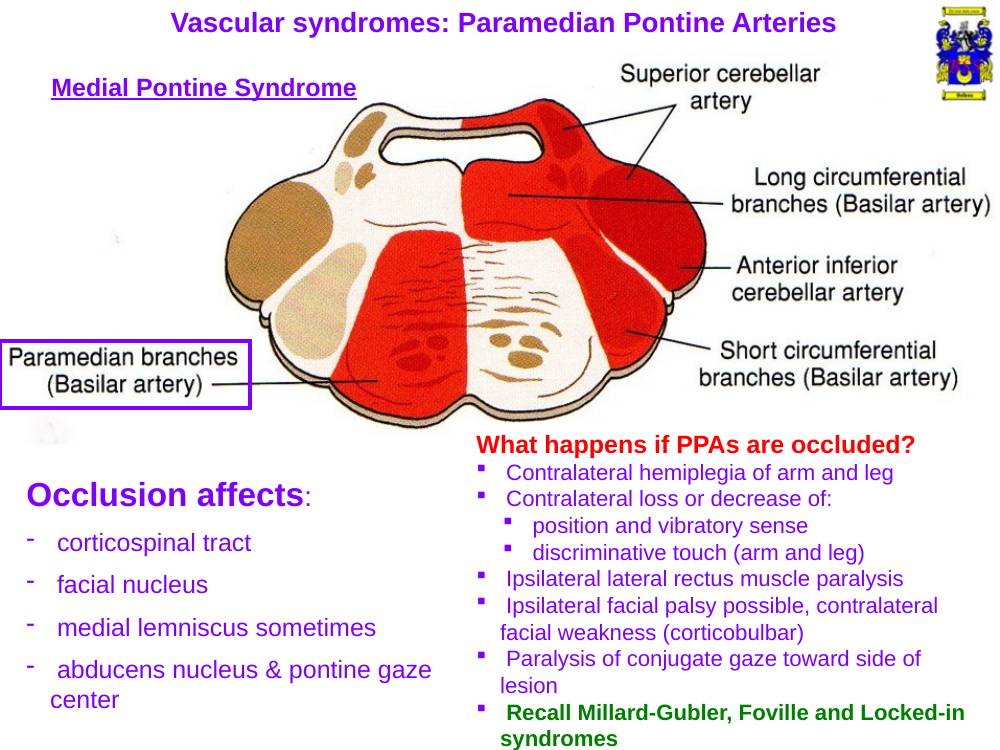 Vascular syndromes: Paramedian Pontine Arteries
Medial Pontine Syndrome
Superior cerebellar
artery
Long circumferential
branches (Basilar artery)
Anterior inferior
cerebellar artery
Short circumferential
branches (Basilar artery)
Paramedian branches
(Basilar artery)
Occlusion affects:
- corticospinal tract
- facial nucleus
- medial lemniscus sometimes
- abducens nucleus & pontine gaze
center
What happens if PPAs are occluded?
▪ Contralateral hemiplegia of arm and leg
▪ Contralateral loss or decrease of:
▪ position and vibratory sense
▪ discriminative touch (arm and leg)
▪ Ipsilateral lateral rectus muscle paralysis
▪ Ipsilateral facial palsy possible, contralateral
facial weakness (corticobulbar)
▪ Paralysis of conjugate gaze toward side of
lesion
▪ Recall Millard-Gubler, Foville and Locked-in
syndromes